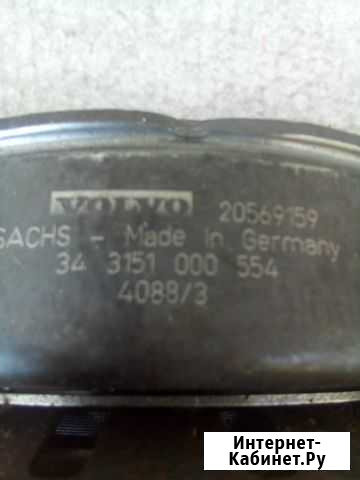 VOLVO 20569159
SACHS - Made in Germany
34 3151 000 554
4088/3
Интернет-
Кабинет.Ру